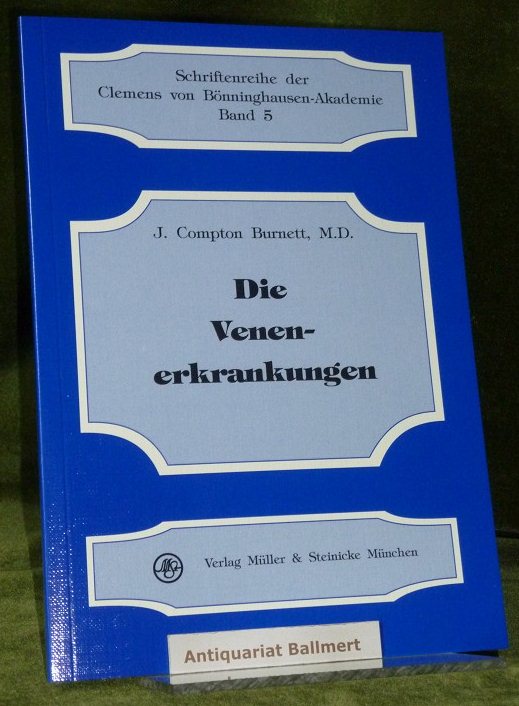 Schriftenreihe der
Clemens von Bönninghausen-Akademie
Band 5
J. Compton Burnett, M.D.
Die
Venen-
erkrankungen
Verlag Müller & Steinicke München
Antiquariat Ballmert